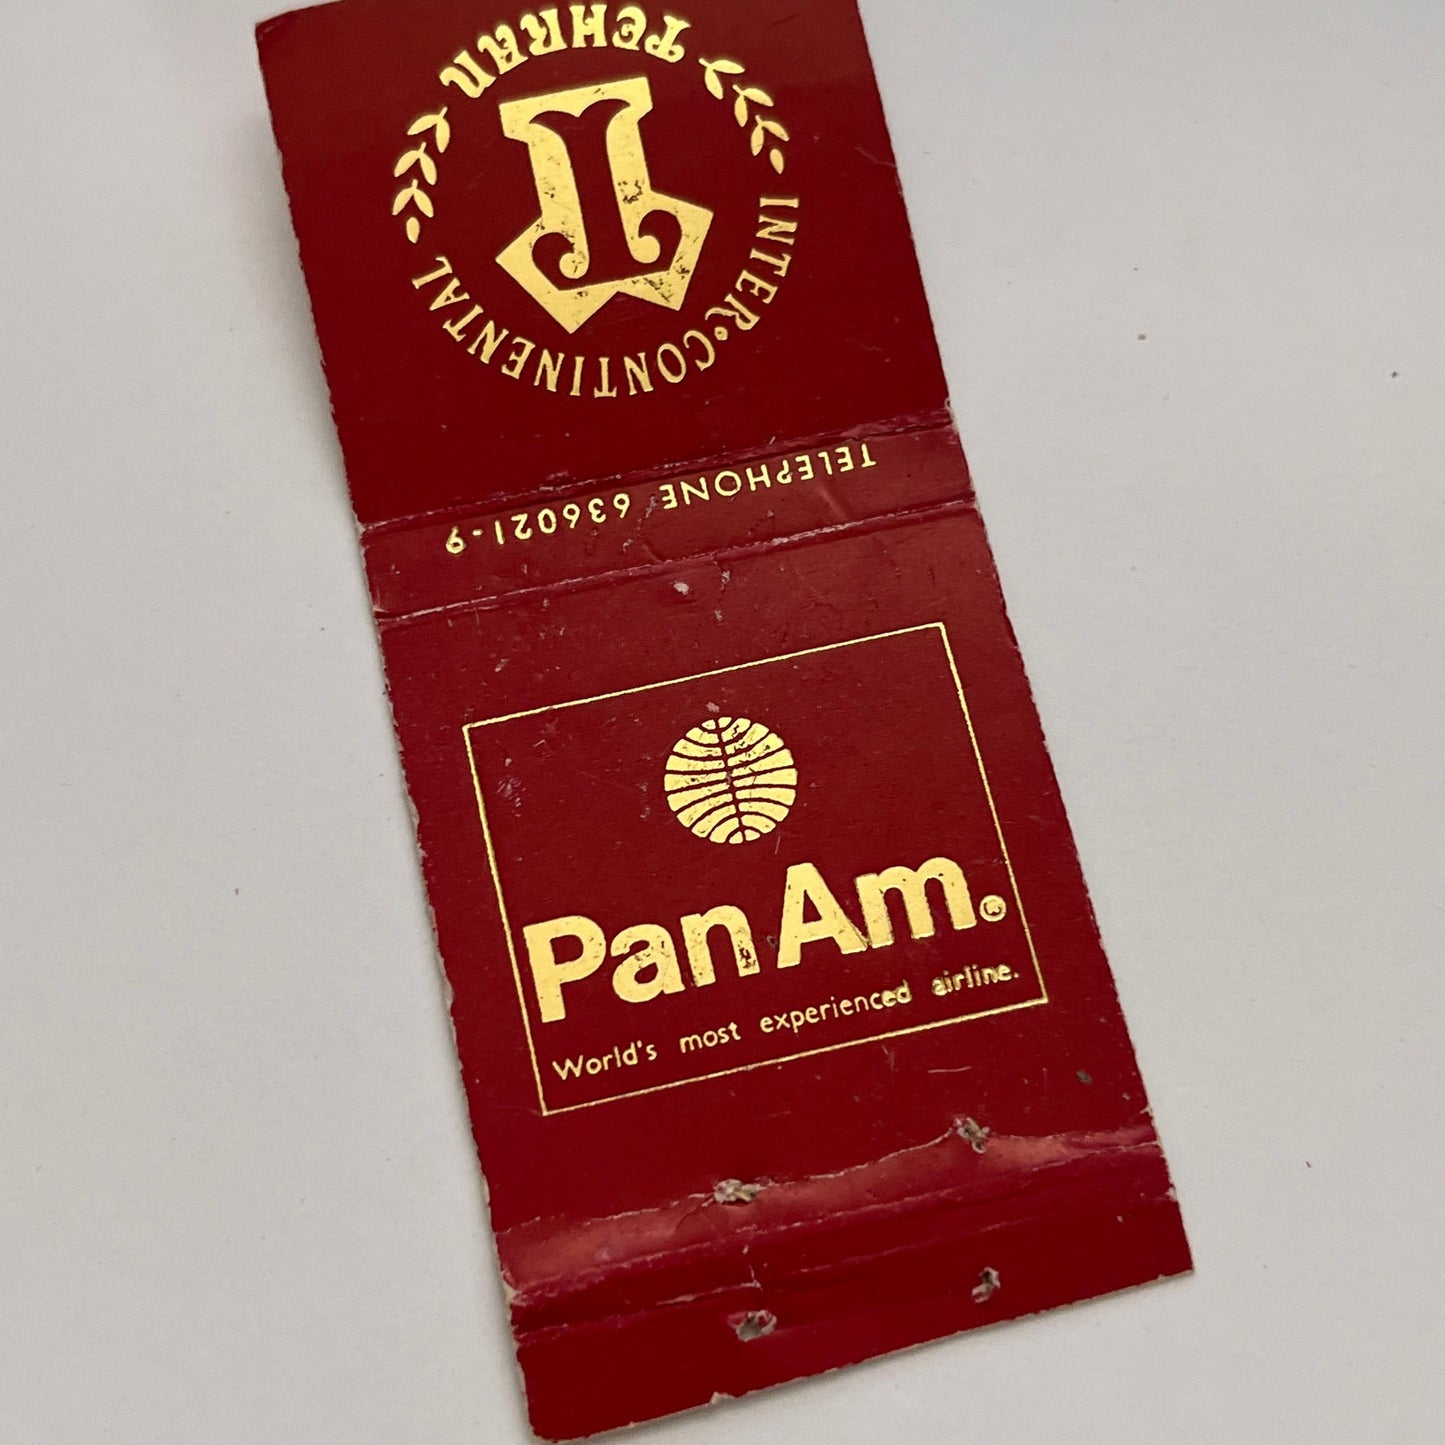 TEHRAN
INTER•CONTINENTAL
TELEPHONE 636021-9
Pan Am.®
World's most experienced airline.